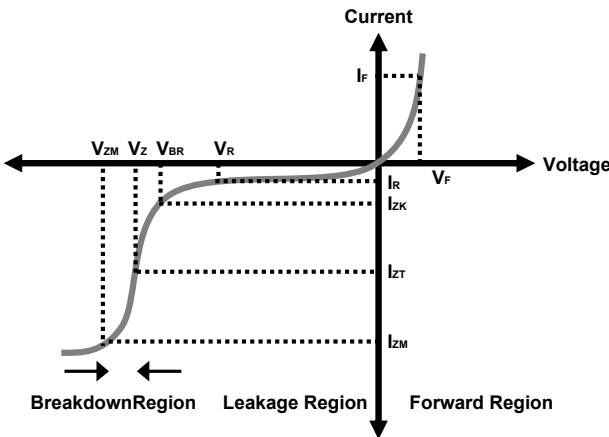 Current
IF
VZM VZ VBR VR
Voltage
VF
IR
IZK
IZT
IZM
BreakdownRegion Leakage Region Forward Region